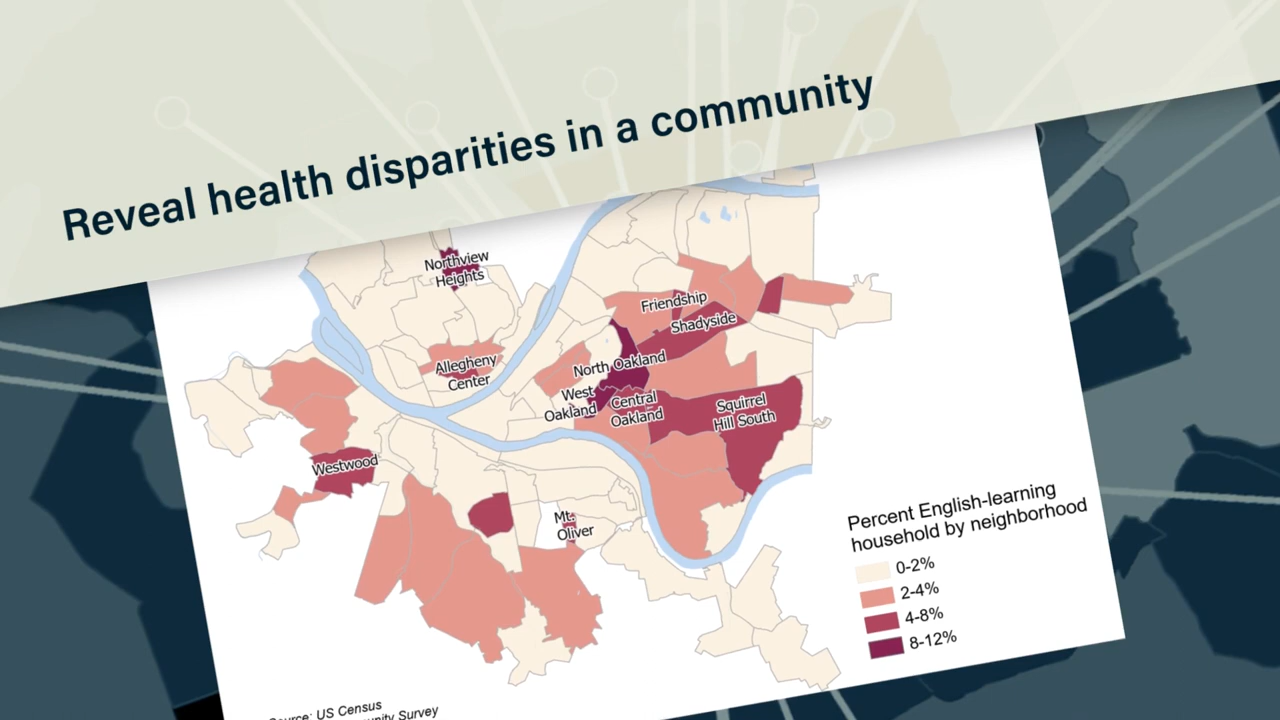 Reveal health disparities in a community
Northview
Heights
Friendship
Shadyside
Allegheny
Center
North Oakland
West
Oakland
Central
Oakland
Squirrel
Hill South
Westwood
Mt.
Oliver
Percent English-learning
household by neighborhood
0-2%
2-4%
4-8%
8-12%
US Census
Survey